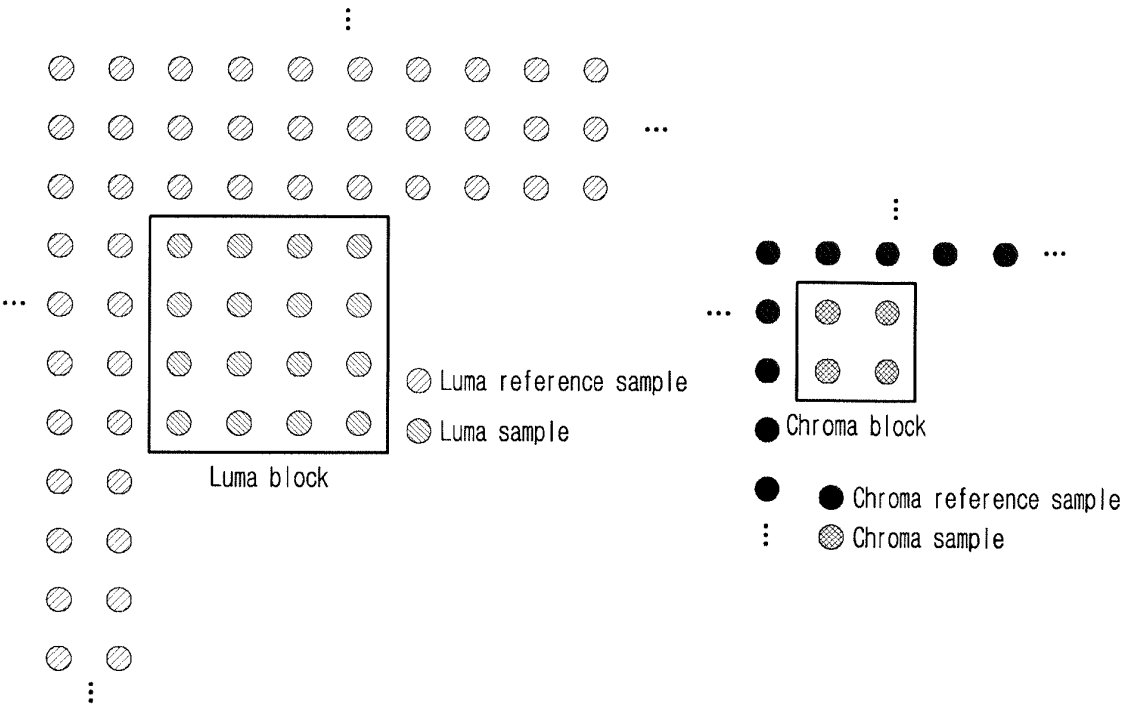 Luma reference sample
Luma sample
Luma block
Chroma block
Chroma reference sample
Chroma sample